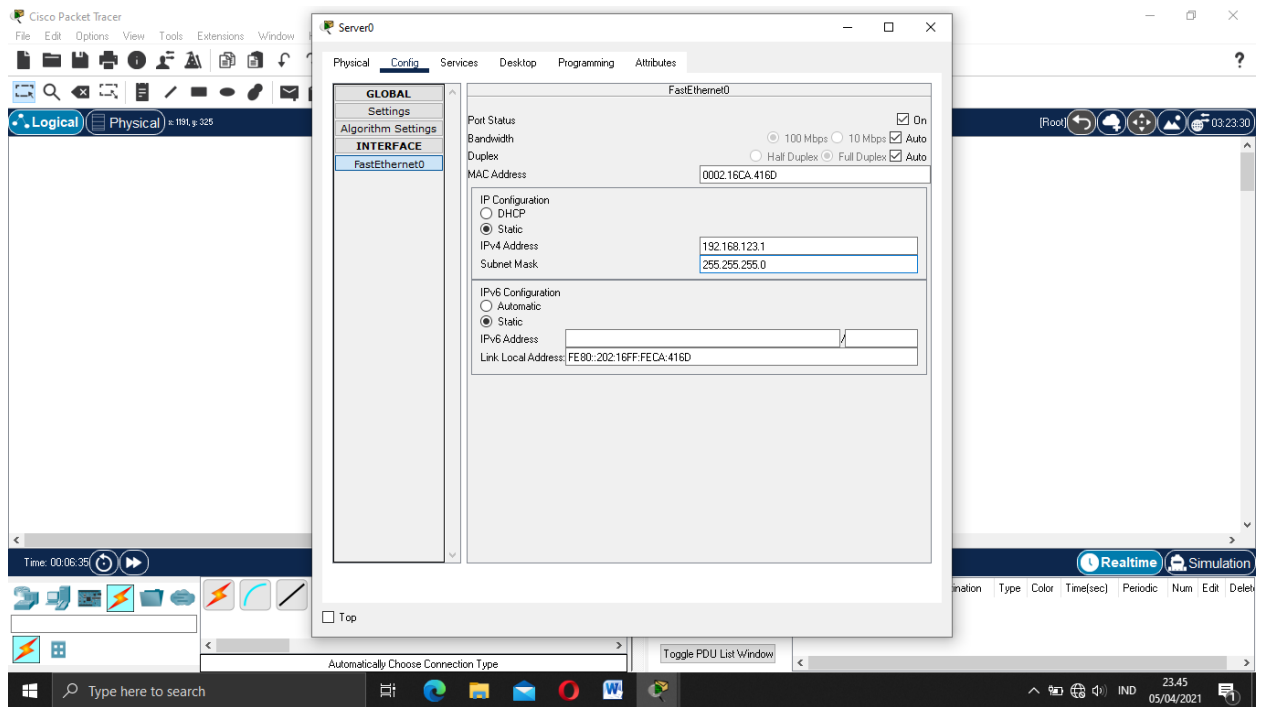 Cisco Packet Tracer
File Edit Options View Tools Extensions Window
?
Logical Physical x: 1191, y: 325
[Root] 03:23:30
Server0
Physical Config Services Desktop Programming Attributes
GLOBAL
Settings
Algorithm Settings
INTERFACE
FastEthernet0
FastEthernet0
Port Status On
Bandwidth 100 Mbps 10 Mbps Auto
Duplex Half Duplex Full Duplex Auto
MAC Address 0002.16CA.416D
IP Configuration
DHCP
Static
IPv4 Address 192.168.123.1
Subnet Mask 255.255.255.0
IPv6 Configuration
Automatic
Static
IPv6 Address /
Link Local Address: FE80::202:16FF:FECA:416D
Top
Time: 00:06:35
Realtime Simulation
Type Color Time(sec) Periodic Num Edit
Automatically Choose Connection Type
Toggle PDU List Window
Type here to search
IND
23.45
05/04/2021
1